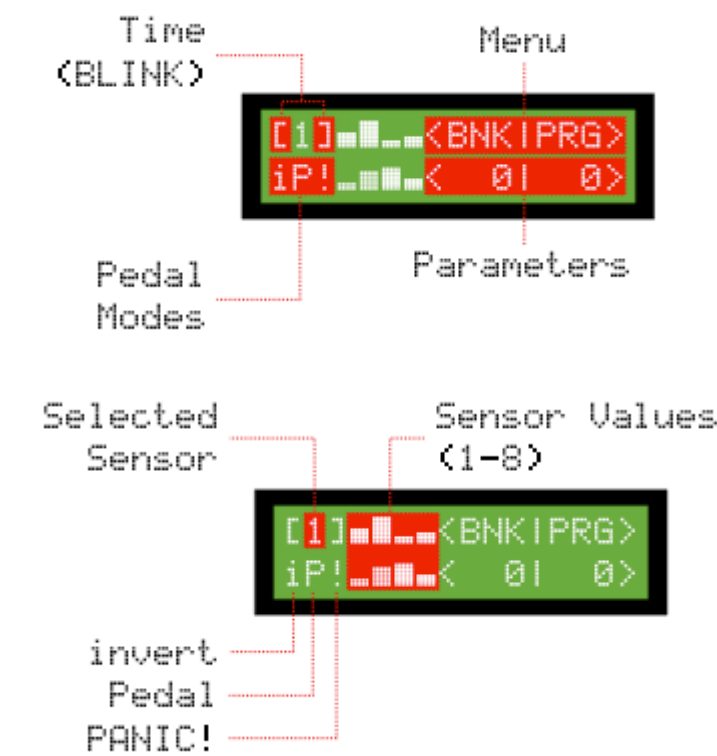 Time
(BLINK)
Menu
[1]<BNK|PRG>
iP!<  0|  0>
Pedal
Modes
Parameters
Selected
Sensor
Sensor Values
(1-8)
[1]<BNK|PRG>
iP!<  0|  0>
invert
Pedal
PANIC!